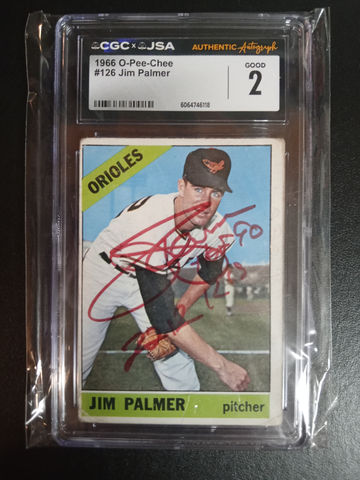 CGC x JSA AUTHENTIC Autograph
1966 O-Pee-Chee
#126 Jim Palmer
GOOD
2
6064746118
ORIOLES
JIM PALMER pitcher